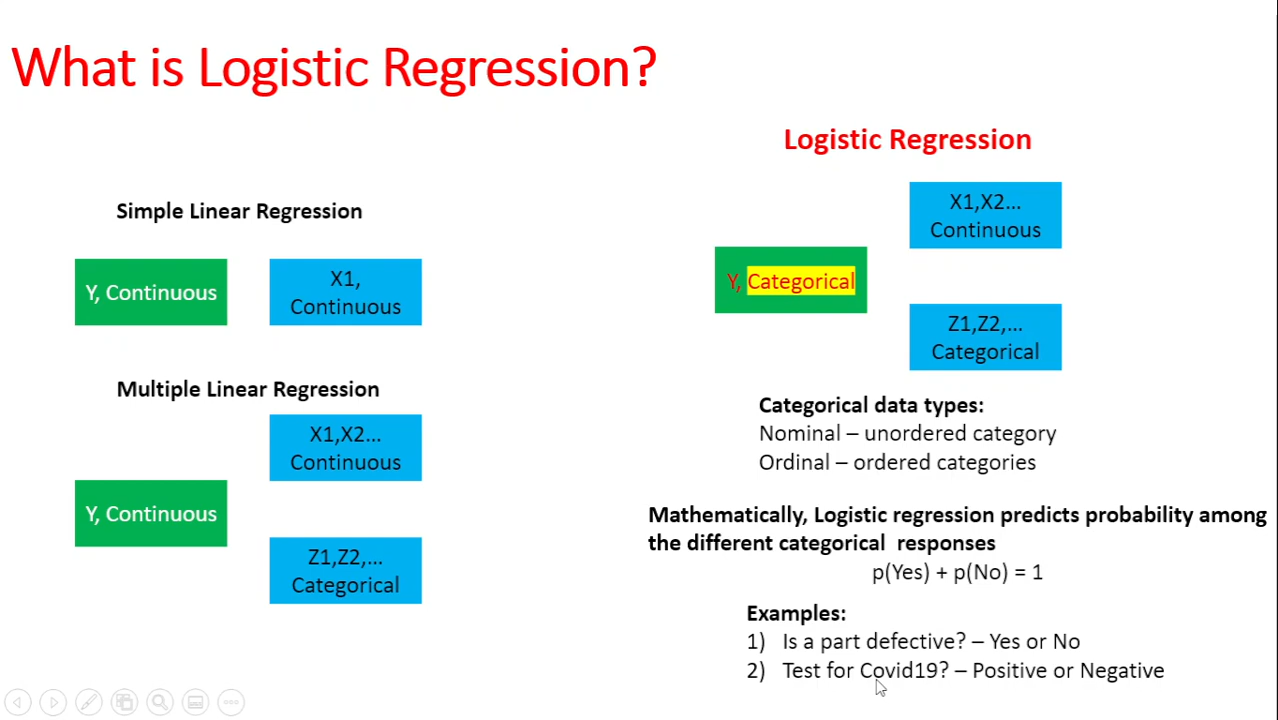 What is Logistic Regression?
Simple Linear Regression
Y, Continuous
X1,
Continuous
Multiple Linear Regression
X1,X2...
Continuous
Y, Continuous
Z1,Z2,...
Categorical
Logistic Regression
X1,X2...
Continuous
Y, Categorical
Z1,Z2,...
Categorical
Categorical data types:
Nominal – unordered category
Ordinal – ordered categories
Mathematically, Logistic regression predicts probability among
the different categorical responses
p(Yes) + p(No) = 1
Examples:
1) Is a part defective? – Yes or No
2) Test for Covid19? – Positive or Negative